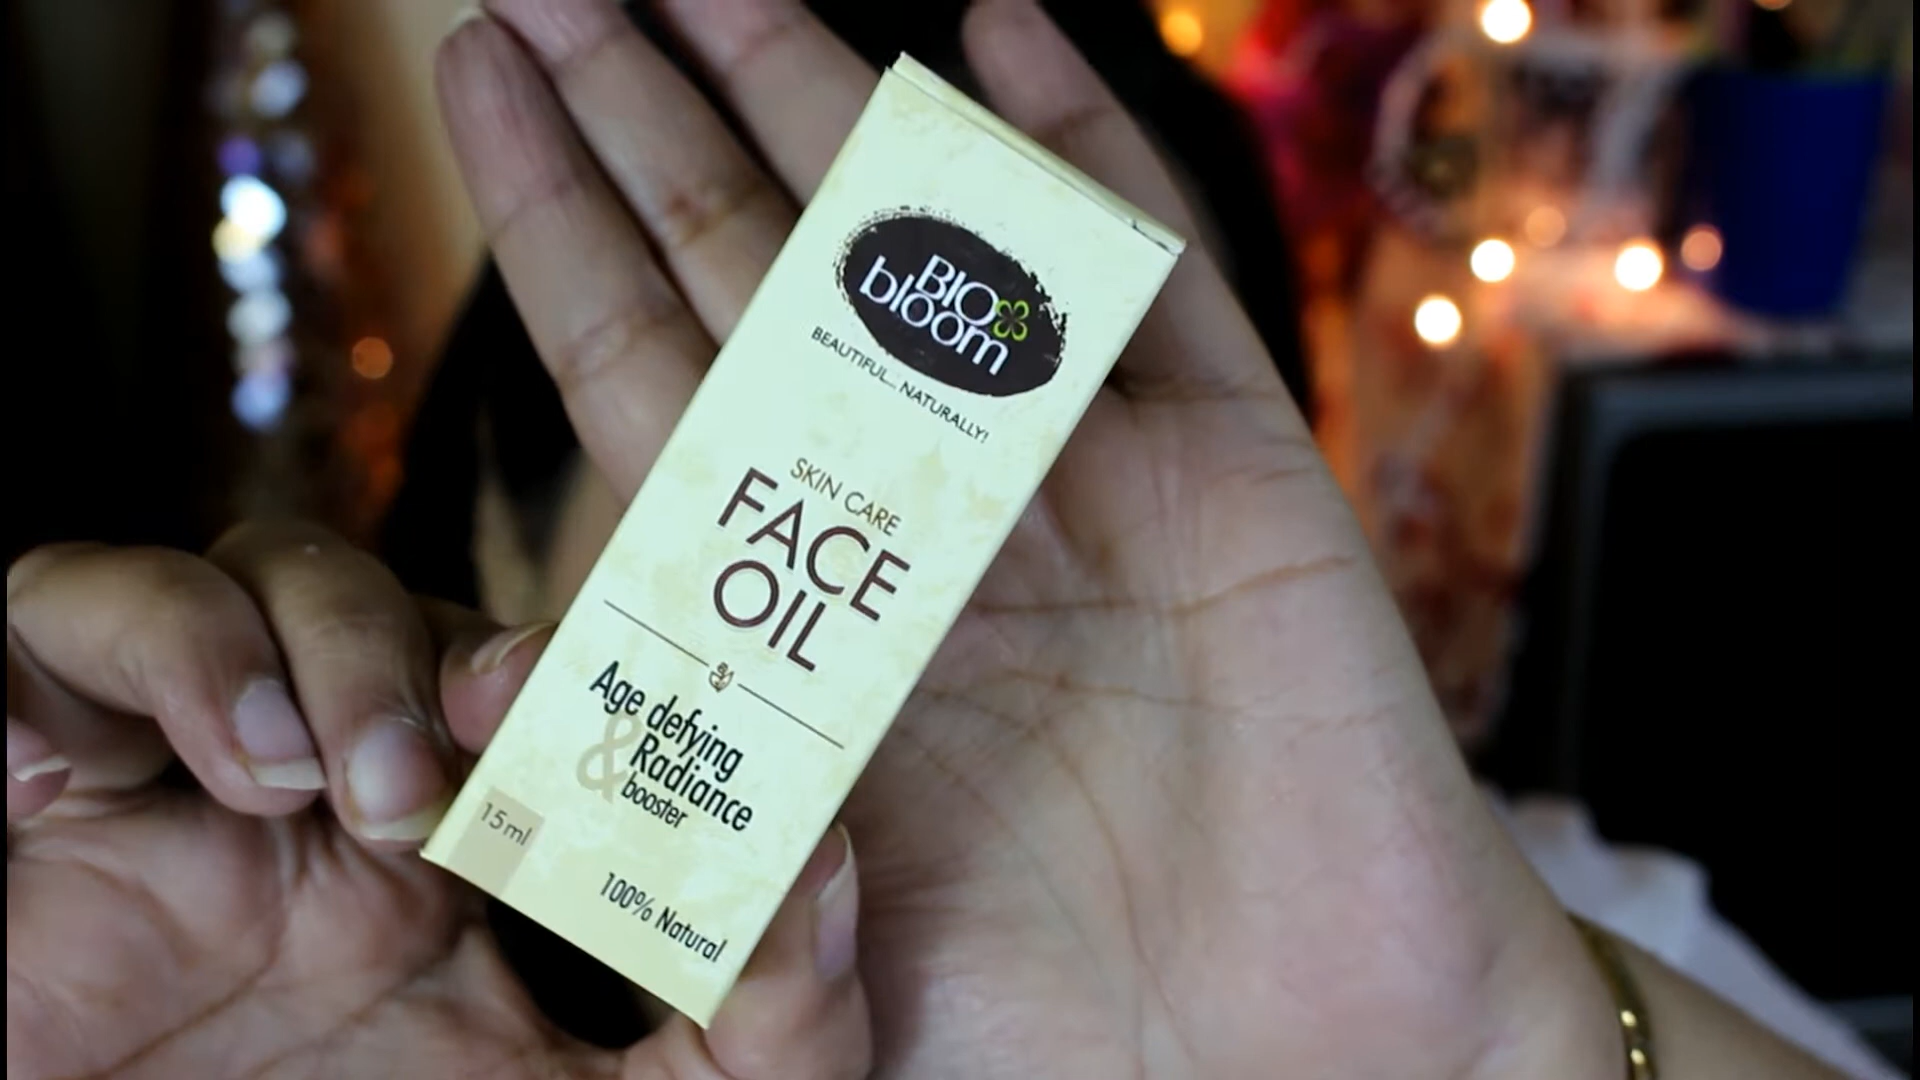 BIO
bloom
BEAUTIFUL... NATURALLY!
SKIN CARE
FACE
OIL
Age defying
& Radiance
booster
15ml
100% Natural